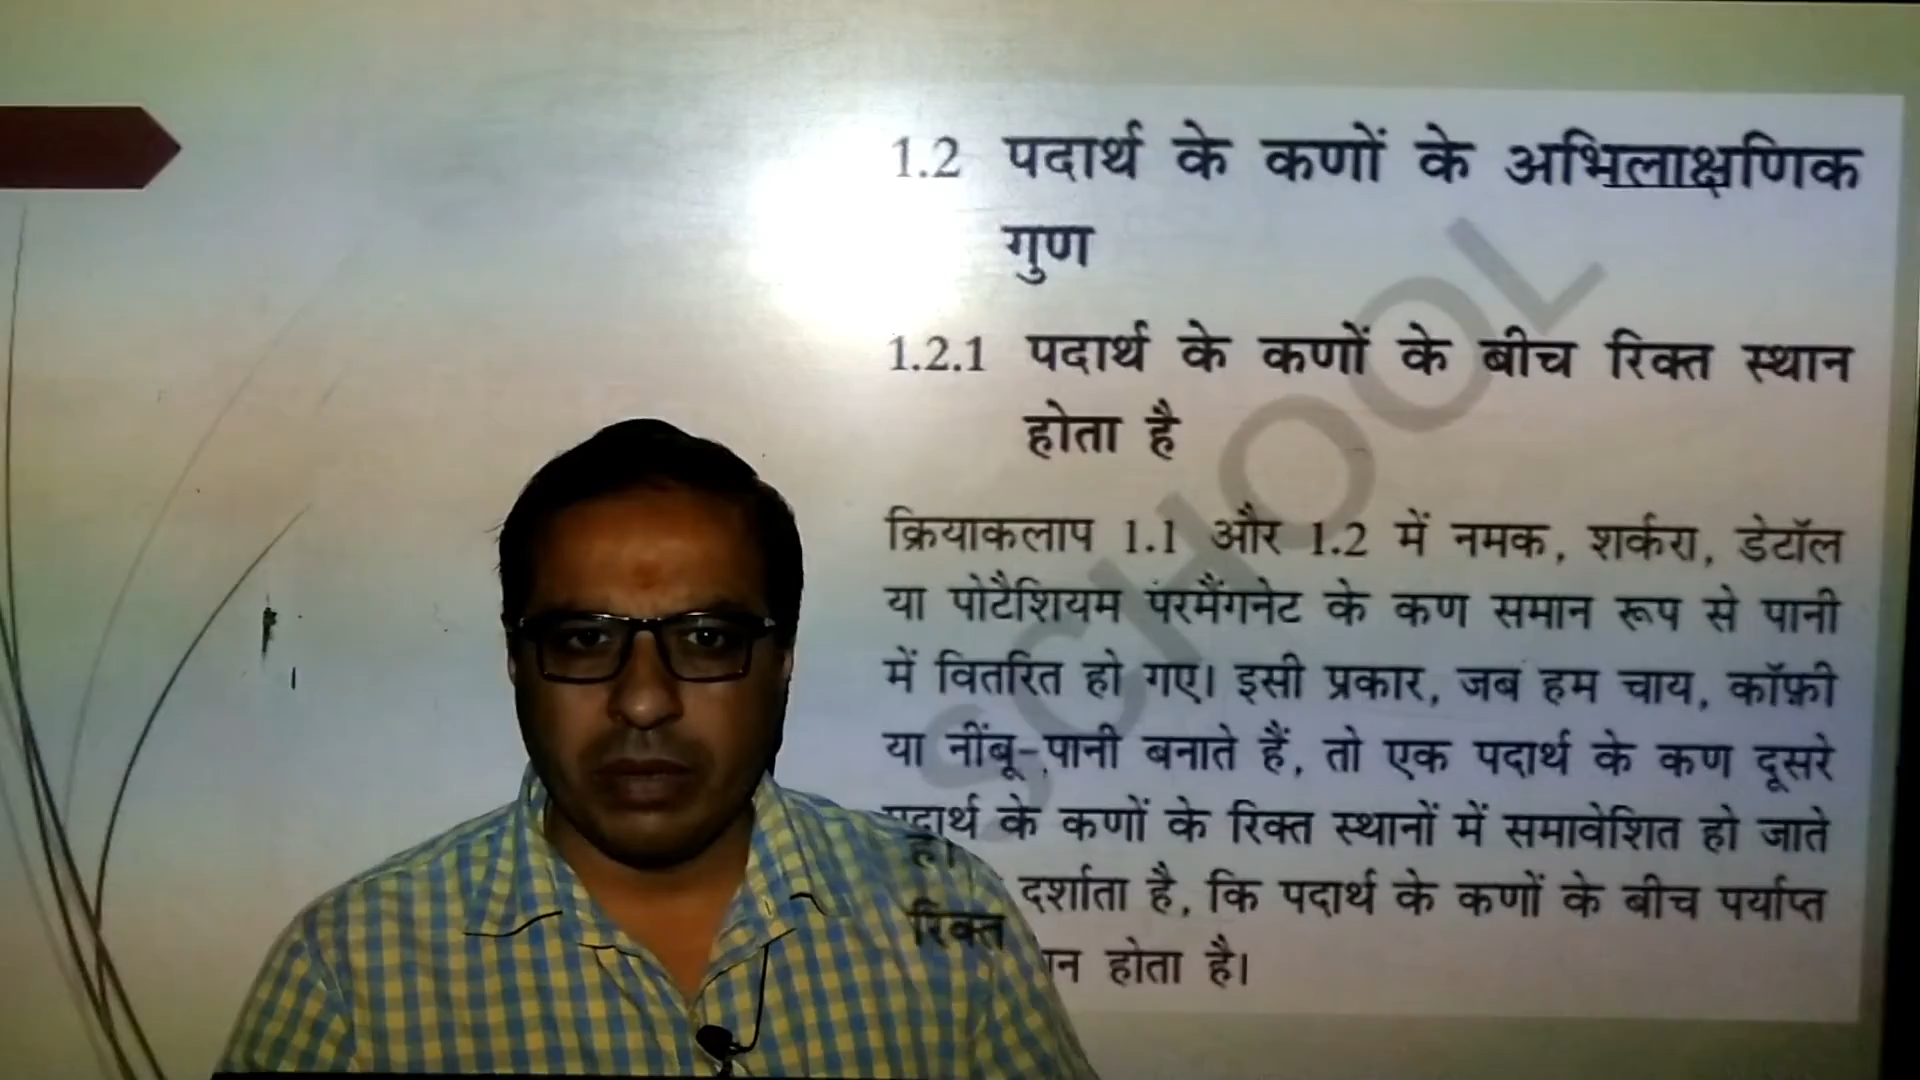 1.2 पदार्थ के कणों के अभिलाक्षणिक
गुण
1.2.1 पदार्थ के कणों के बीच रिक्त स्थान
होता है
क्रियाकलाप 1.1 और 1.2 में नमक, शर्करा, डेटॉल
या पोटैशियम परमैंगनेट के कण समान रूप से पानी
में वितरित हो गए। इसी प्रकार, जब हम चाय, कॉफ़ी
या नींबू-पानी बनाते हैं, तो एक पदार्थ के कण दूसरे
पदार्थ के कणों के रिक्त स्थानों में समावेशित हो जाते
हैं।
दर्शाता है, कि पदार्थ के कणों के बीच पर्याप्त
रिक्त
होता है।
SCHOOL